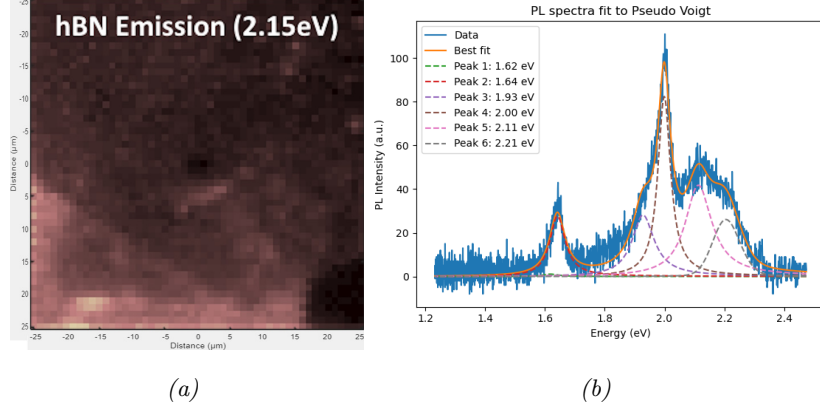 hBN Emission (2.15eV)
-25
-20
-15
-10
-5
0
5
10
15
20
25
Distance (µm)
-25 -20 -15 -10 -5 0 5 10 15 20 25
Distance (µm)
(a)
PL spectra fit to Pseudo Voigt
Data
Best fit
Peak 1: 1.62 eV
Peak 2: 1.64 eV
Peak 3: 1.93 eV
Peak 4: 2.00 eV
Peak 5: 2.11 eV
Peak 6: 2.21 eV
100
80
60
40
20
0
PL Intensity (a.u.)
1.2 1.4 1.6 1.8 2.0 2.2 2.4
Energy (eV)
(b)